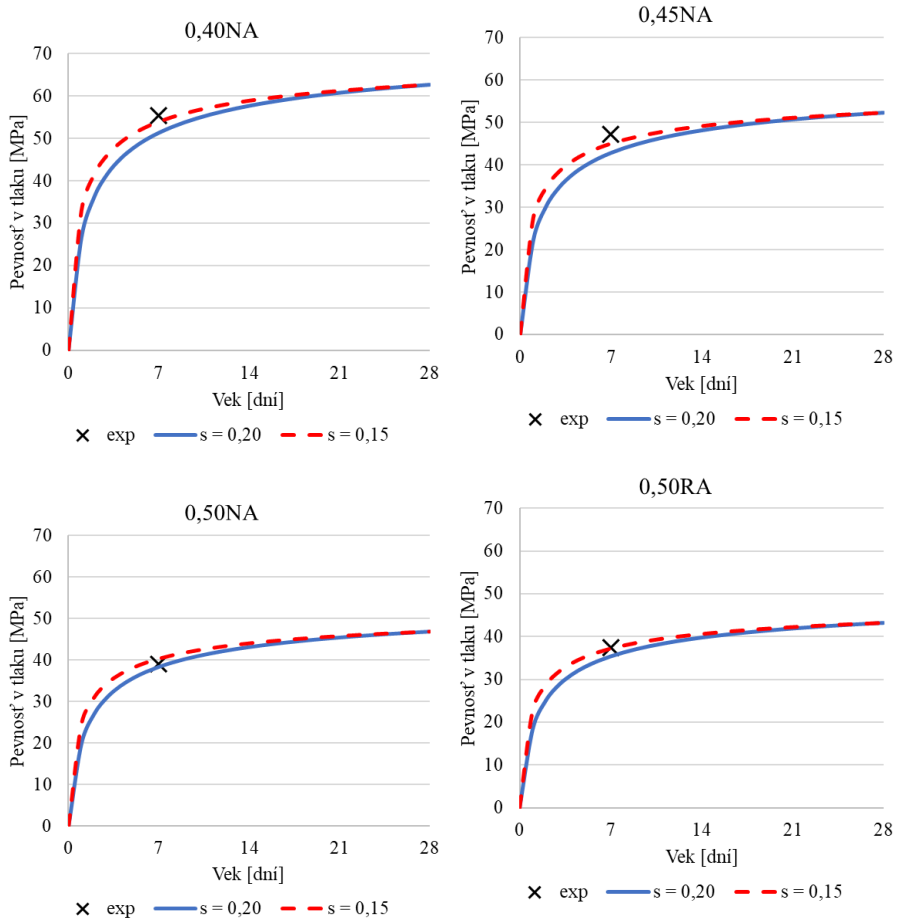 0,40NA
Pevnosť v tlaku [MPa]
70
60
50
40
30
20
10
0
0 7 14 21 28
Vek [dní]
exp s = 0,20 s = 0,15
0,45NA
Pevnosť v tlaku [MPa]
70
60
50
40
30
20
10
0
0 7 14 21 28
Vek [dní]
exp s = 0,20 s = 0,15
0,50NA
Pevnosť v tlaku [MPa]
70
60
50
40
30
20
10
0
0 7 14 21 28
Vek [dní]
exp s = 0,20 s = 0,15
0,50RA
Pevnosť v tlaku [MPa]
70
60
50
40
30
20
10
0
0 7 14 21 28
Vek [dní]
exp s = 0,20 s = 0,15